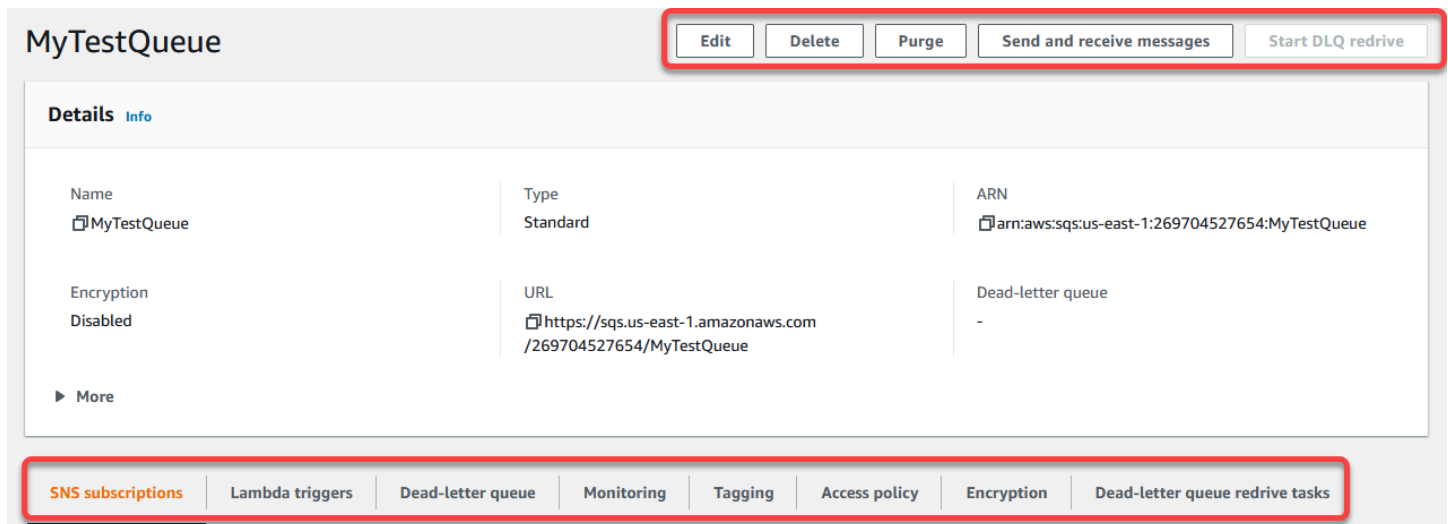 MyTestQueue
Edit Delete Purge Send and receive messages Start DLQ redrive
Details Info
Name Type ARN
MyTestQueue Standard arn:aws:sqs:us-east-1:269704527654:MyTestQueue
Encryption URL Dead-letter queue
Disabled https://sqs.us-east-1.amazonaws.com -
/269704527654/MyTestQueue
More
SNS subscriptions Lambda triggers Dead-letter queue Monitoring Tagging Access policy Encryption Dead-letter queue redrive tasks